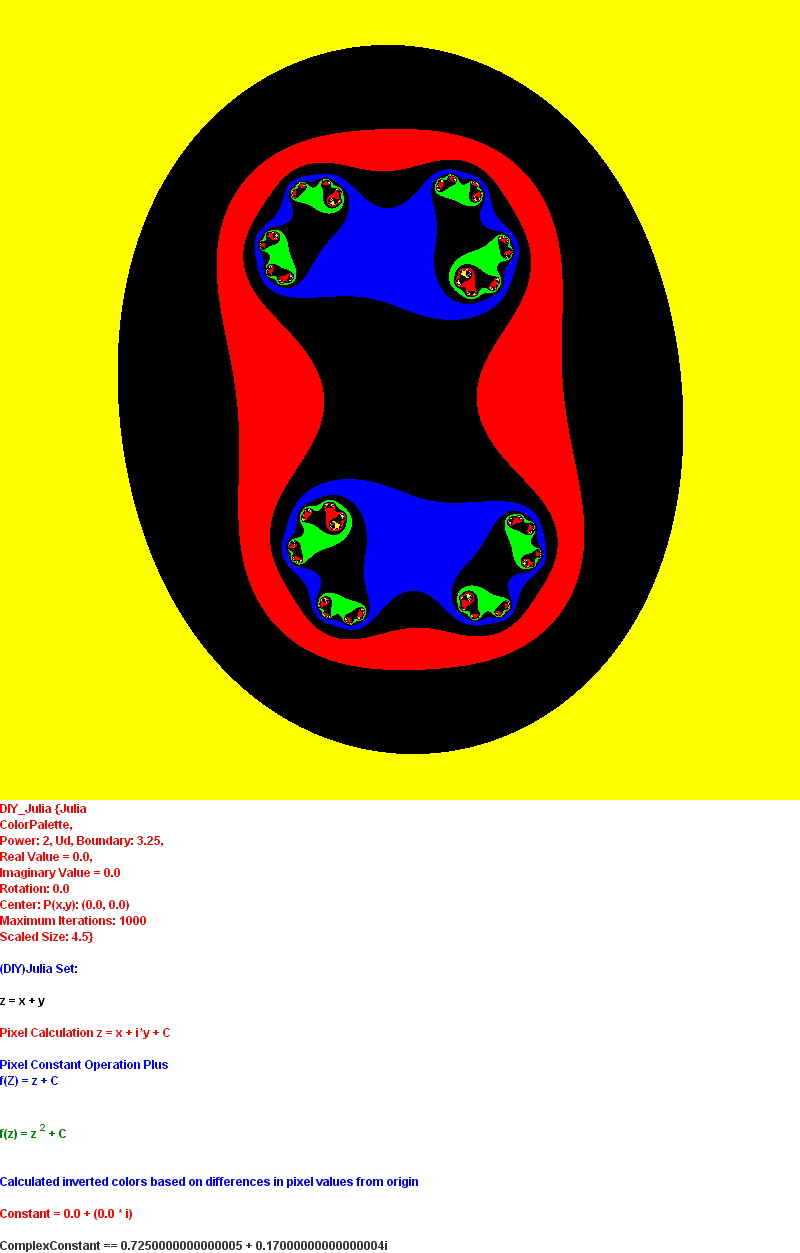 DIY_Julia {Julia
ColorPalette,
Power: 2, Ud, Boundary: 3.25,
Real Value = 0.0,
Imaginary Value = 0.0
Rotation: 0.0
Center: P(x,y): (0.0, 0.0)
Maximum Iterations: 1000
Scaled Size: 4.5}
(DIY)Julia Set:
z = x + y
Pixel Calculation z = x + i*y + C
Pixel Constant Operation Plus
f(Z) = z + C
f(z) = z ² + C
Calculated inverted colors based on differences in pixel values from origin
Constant = 0.0 + (0.0 * i)
ComplexConstant == 0.7250000000000005 + 0.17000000000000004i